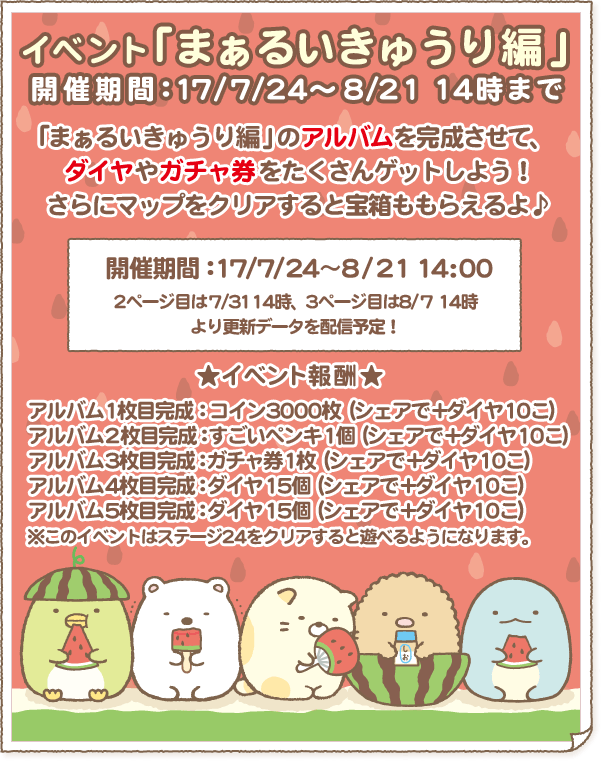 イベント「まぁるいきゅうり編」
開催期間：17/7/24～8/21 14時まで
「まぁるいきゅうり編」のアルバムを完成させて、
ダイヤやガチャ券をたくさんゲットしよう！
さらにマップをクリアすると宝箱ももらえるよ♪
開催期間：17/7/24～8/21 14:00
2ページ目は7/31 14時、3ページ目は8/7 14時
より更新データを配信予定！
★イベント報酬★
アルバム1枚目完成：コイン3000枚（シェアで+ダイヤ10こ）
アルバム2枚目完成：すごいペンキ1個（シェアで+ダイヤ10こ）
アルバム3枚目完成：ガチャ券1枚（シェアで+ダイヤ10こ）
アルバム4枚目完成：ダイヤ15個（シェアで+ダイヤ10こ）
アルバム5枚目完成：ダイヤ15個（シェアで+ダイヤ10こ）
※このイベントはステージ24をクリアすると遊べるようになります。
しお